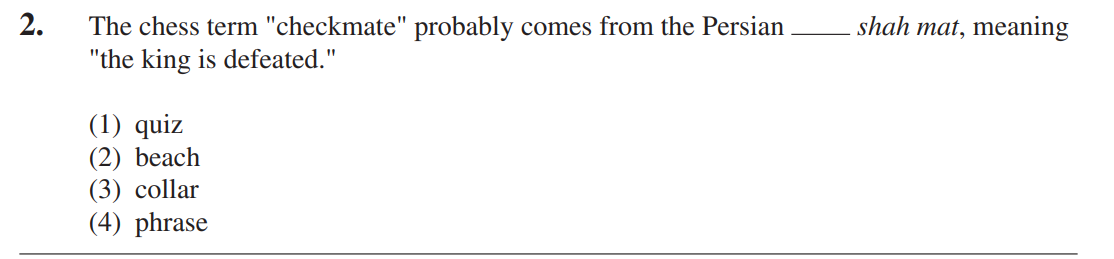 2. The chess term "checkmate" probably comes from the Persian ____ shah mat, meaning
"the king is defeated."
(1) quiz
(2) beach
(3) collar
(4) phrase